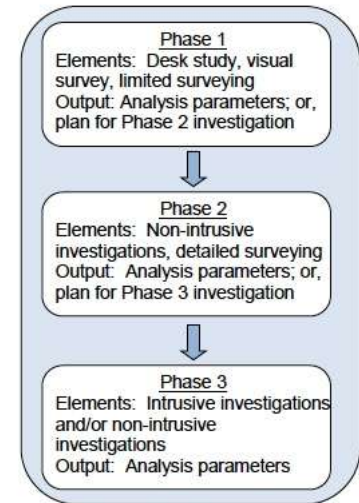 Phase 1
Elements: Desk study, visual
survey, limited surveying
Output: Analysis parameters; or,
plan for Phase 2 investigation
Phase 2
Elements: Non-intrusive
investigations, detailed surveying
Output: Analysis parameters; or,
plan for Phase 3 investigation
Phase 3
Elements: Intrusive investigations
and/or non-intrusive
investigations
Output: Analysis parameters